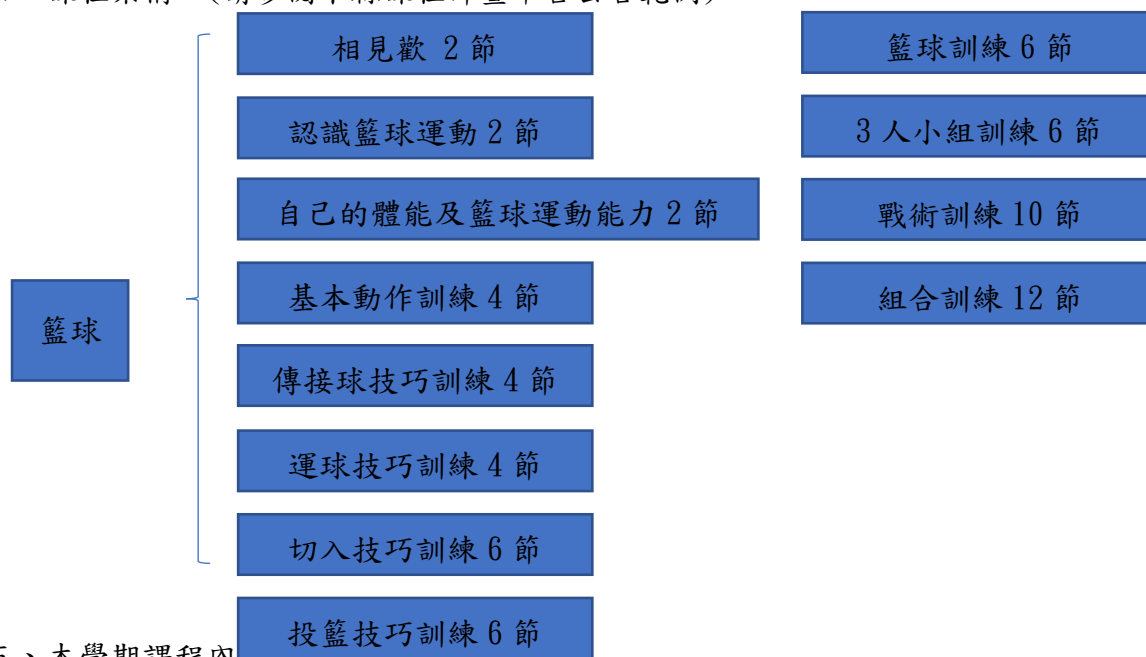 籃球
相見歡 2 節
認識籃球運動 2 節
自己的體能及籃球運動能力 2 節
基本動作訓練 4 節
傳接球技巧訓練 4 節
運球技巧訓練 4 節
切入技巧訓練 6 節
投籃技巧訓練 6 節
籃球訓練 6 節
3 人小組訓練 6 節
戰術訓練 10 節
組合訓練 12 節
、本學期課程內